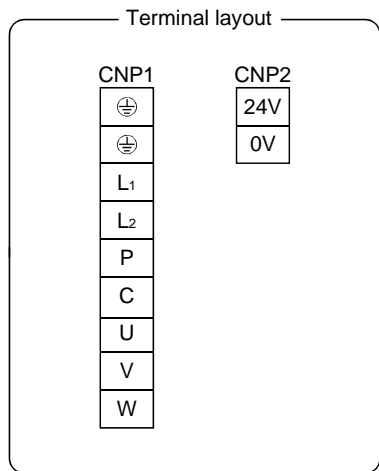 Terminal layout
CNP1
⏚
⏚
L1
L2
P
C
U
V
W
CNP2
24V
0V